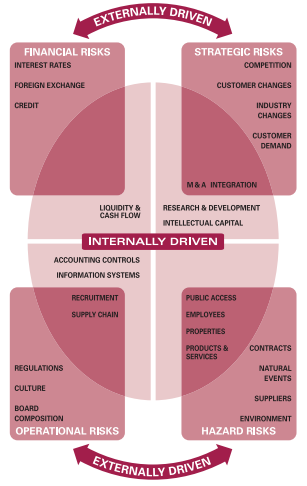 EXTERNALLY DRIVEN
FINANCIAL RISKS
INTEREST RATES
FOREIGN EXCHANGE
CREDIT
STRATEGIC RISKS
COMPETITION
CUSTOMER CHANGES
INDUSTRY
CHANGES
CUSTOMER
DEMAND
M & A INTEGRATION
LIQUIDITY &
CASH FLOW
RESEARCH & DEVELOPMENT
INTELLECTUAL CAPITAL
INTERNALLY DRIVEN
ACCOUNTING CONTROLS
INFORMATION SYSTEMS
RECRUITMENT
SUPPLY CHAIN
REGULATIONS
CULTURE
BOARD
COMPOSITION
OPERATIONAL RISKS
PUBLIC ACCESS
EMPLOYEES
PROPERTIES
PRODUCTS &
SERVICES
CONTRACTS
NATURAL
EVENTS
SUPPLIERS
ENVIRONMENT
HAZARD RISKS
EXTERNALLY DRIVEN